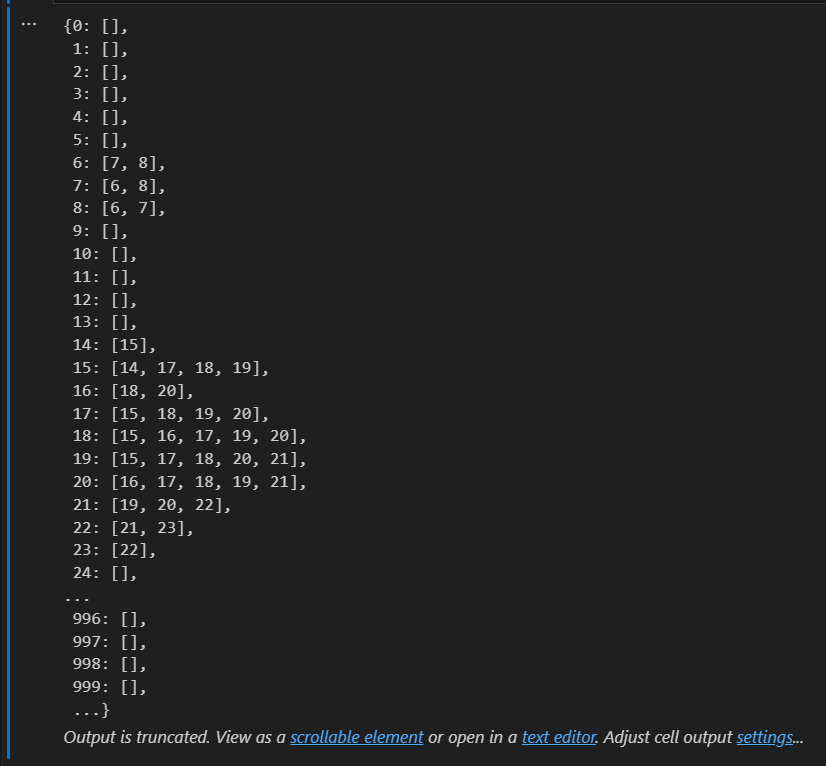 ... {0: [],
1: [],
2: [],
3: [],
4: [],
5: [],
6: [7, 8],
7: [6, 8],
8: [6, 7],
9: [],
10: [],
11: [],
12: [],
13: [],
14: [15],
15: [14, 17, 18, 19],
16: [18, 20],
17: [15, 18, 19, 20],
18: [15, 16, 17, 19, 20],
19: [15, 17, 18, 20, 21],
20: [16, 17, 18, 19, 21],
21: [19, 20, 22],
22: [21, 23],
23: [22],
24: [],
...
996: [],
997: [],
998: [],
999: [],
...}
Output is truncated. View as a scrollable element or open in a text editor. Adjust cell output settings...